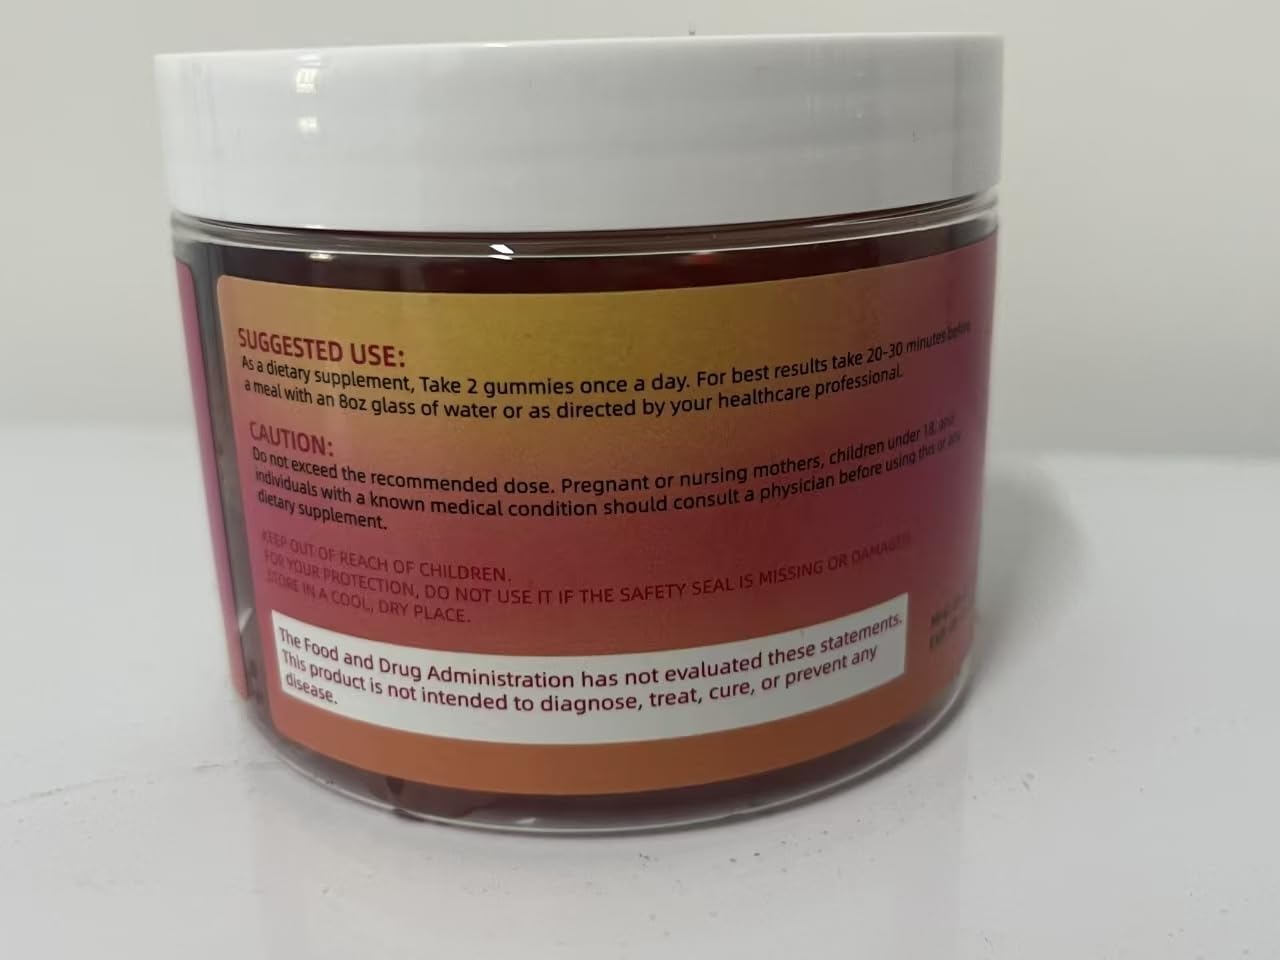 SUGGESTED USE:
As a dietary supplement, Take 2 gummies once a day. For best results take 20-30 minutes before
a meal with an 8oz glass of water or as directed by your healthcare professional.
CAUTION:
Do not exceed the recommended dose. Pregnant or nursing mothers, children under 18, and
individuals with a known medical condition should consult a physician before using this or any
dietary supplement.
KEEP OUT OF REACH OF CHILDREN.
FOR YOUR PROTECTION, DO NOT USE IT IF THE SAFETY SEAL IS MISSING OR DAMAGED.
STORE IN A COOL, DRY PLACE.
The Food and Drug Administration has not evaluated these statements.
This product is not intended to diagnose, treat, cure, or prevent any
disease.